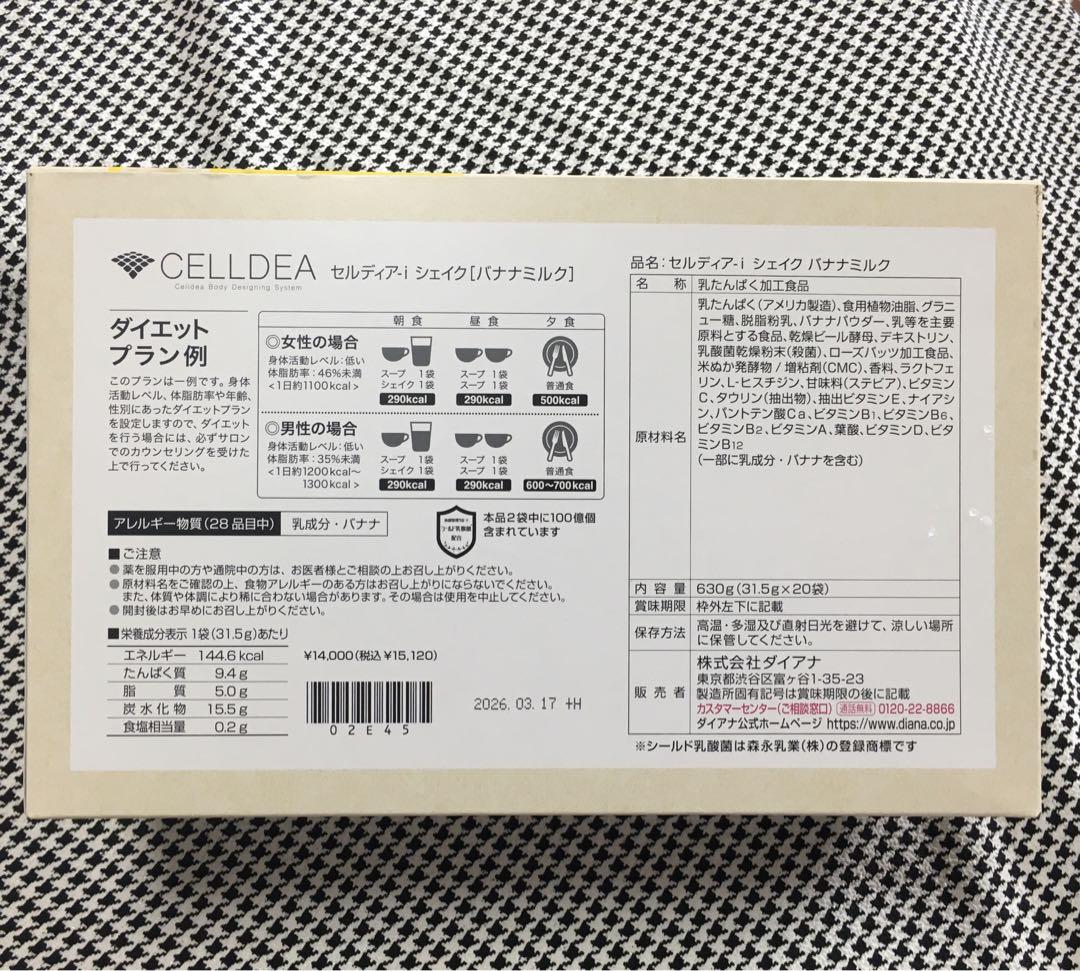 CELLDEA セルディア-i シェイク[バナナミルク]
Celldea Body Designing System
ダイエット
プラン例
このプランは一例です。身体
活動レベル、体脂肪率や年齢、
性別にあったダイエットプラン
を設定しますので、ダイエット
を行う場合には、必ずサロン
でのカウンセリングを受けた
上で行ってください。
朝食 昼食 夕食
◎女性の場合
身体活動レベル:低い
体脂肪率:46%未満
<1日約1100kcal>
スープ 1袋
シェイク 1袋
290kcal
スープ 1袋
スープ 1袋
290kcal
普通食
500kcal
◎男性の場合
身体活動レベル:低い
体脂肪率:35%未満
<1日約1200kcal〜
1300kcal>
スープ 1袋
シェイク 1袋
290kcal
スープ 1袋
スープ 1袋
290kcal
普通食
600〜700kcal
アレルギー物質(28品目中) 乳成分・バナナ
シールド乳酸菌
配合
本品2袋中に100億個
含まれています
■ご注意
●薬を服用中の方や通院中の方は、お医者様とご相談の上お召し上がりください。
●原材料名をご確認の上、食物アレルギーのある方はお召し上がりにならないでください。
また、体質や体調により稀に合わない場合があります。その場合は使用を中止してください。
●開封後はお早めにお召し上がりください。
■栄養成分表示 1袋(31.5g)あたり
エネルギー 144.6kcal
たんぱく質 9.4g
脂質 5.0g
炭水化物 15.5g
食塩相当量 0.2g
¥14,000(税込¥15,120)
02E45
2026.03.17 +H
品名:セルディア-i シェイク バナナミルク
名称 乳たんぱく加工食品
原材料名
乳たんぱく(アメリカ製造)、食用植物油脂、グラニ
ュー糖、脱脂粉乳、バナナパウダー、乳等を主要
原料とする食品、乾燥ビール酵母、デキストリン、
乳酸菌乾燥粉末(殺菌)、ローズバッツ加工食品、
米ぬか発酵物/増粘剤(CMC)、香料、ラクトフェ
リン、L-ヒスチジン、甘味料(ステビア)、ビタミン
C、タウリン(抽出物)、抽出ビタミンE、ナイアシ
ン、パントテン酸Ca、ビタミンB1、ビタミンB6、
ビタミンB2、ビタミンA、葉酸、ビタミンD、ビタ
ミンB12
(一部に乳成分・バナナを含む)
内容量 630g(31.5g×20袋)
賞味期限 枠外左下に記載
保存方法 高温・多湿及び直射日光を避けて、涼しい場所
に保管してください。
販売者
株式会社ダイアナ
東京都渋谷区富ヶ谷1-35-23
製造所固有記号は賞味期限の後に記載
カスタマーセンター(ご相談窓口) 通話無料 0120-22-8866
ダイアナ公式ホームページ https://www.diana.co.jp
※シールド乳酸菌は森永乳業(株)の登録商標です